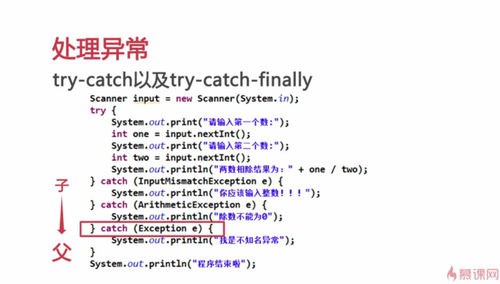 处理异常
try-catch以及try-catch-finally
Scanner input = new Scanner(System.in);
try {
System.out.print("请输入第一个数:");
int one = input.nextInt();
System.out.print("请输入第二个数:");
int two = input.nextInt();
System.out.println("两数相除结果为：" + one / two);
} catch (InputMismatchException e) {
System.out.println("你应该输入整数！！！");
} catch (ArithmeticException e) {
System.out.println("除数不能为0");
} catch (Exception e) {
System.out.println("我是不知名异常");
}
System.out.println("程序结束啦");
子
父
慕课网